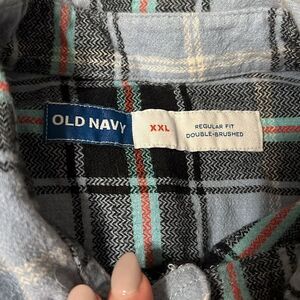 OLD NAVY
XXL
REGULAR FIT
DOUBLE-BRUSHED